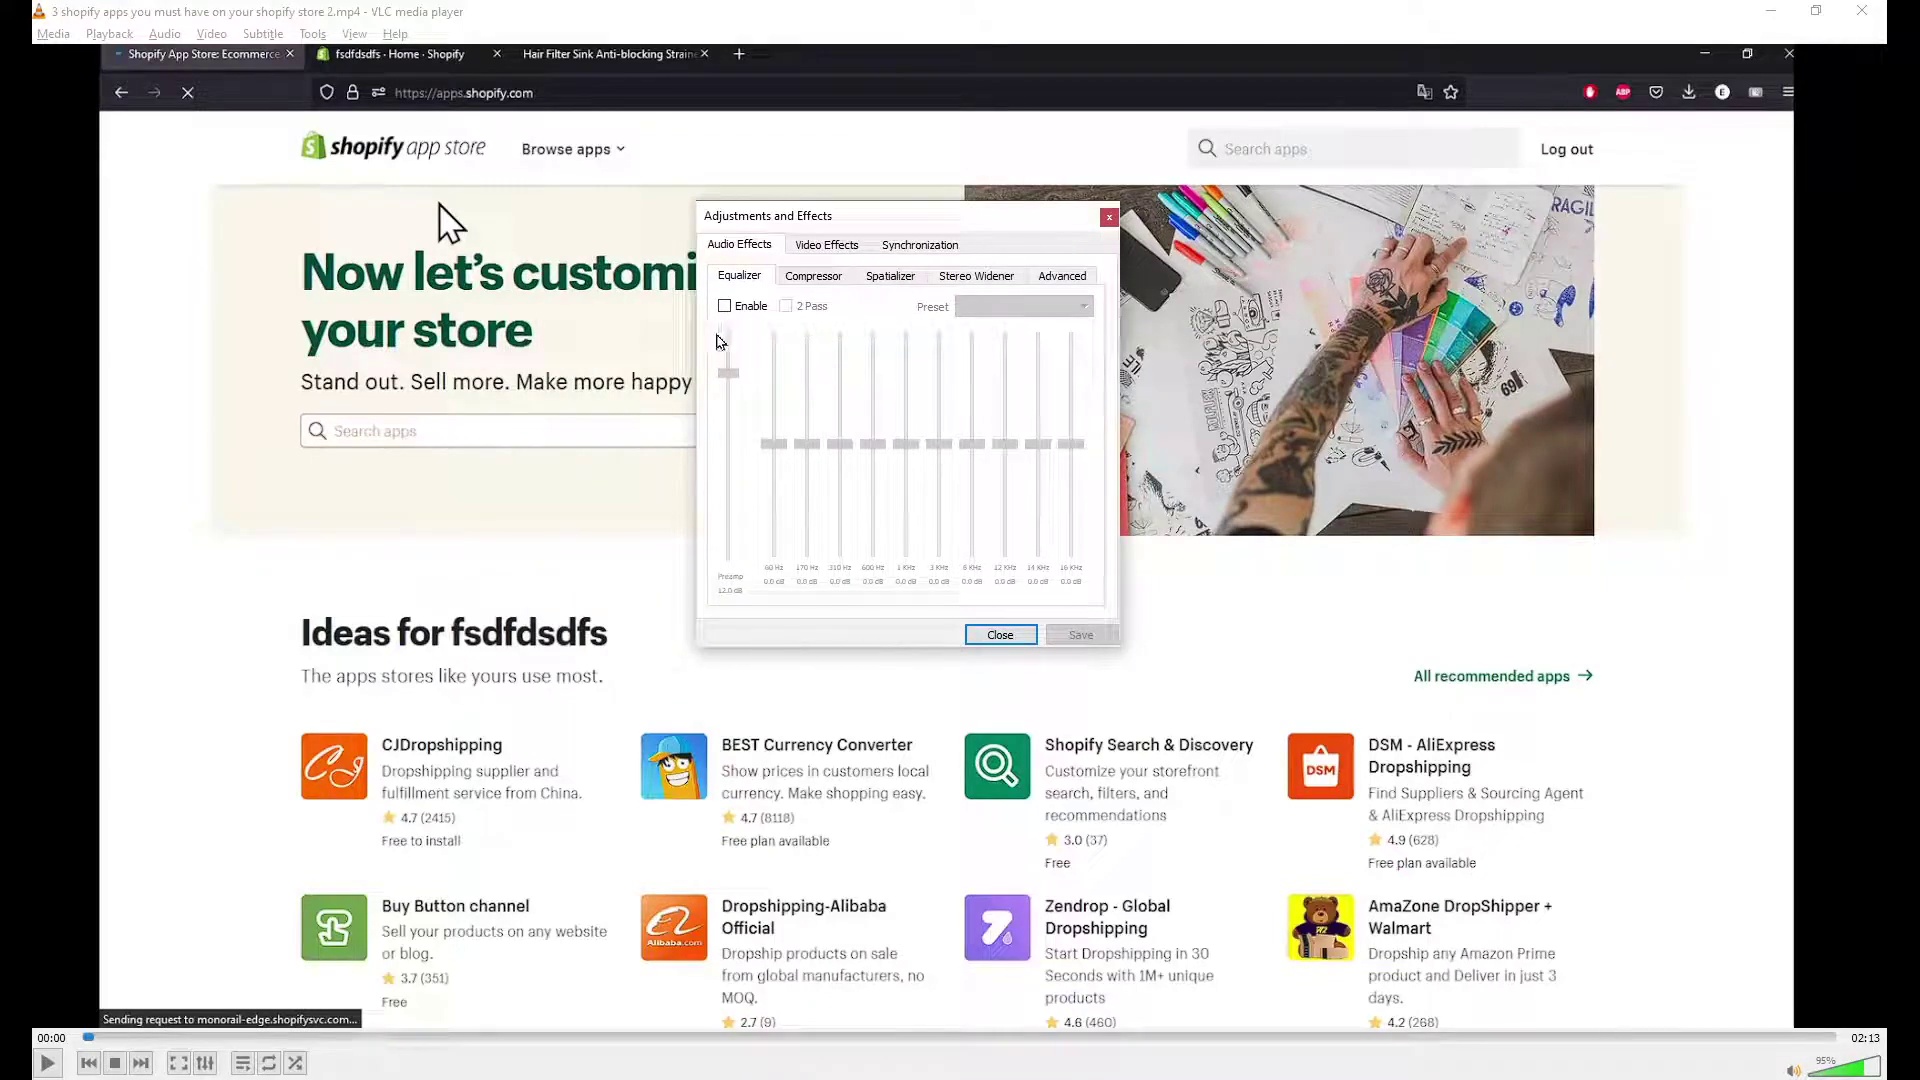 3 shopify apps you must have on your shopify store 2.mp4 - VLC media player
Media Playback Audio Video Subtitle Tools View Help
Shopify App Store: Ecommerce
fsdfdsdfs · Home · Shopify
Hair Filter Sink Anti-blocking Straine
https://apps.shopify.com
ABP
E
shopify app store
Browse apps
Search apps
Log out
Now let's customi
your store
Stand out. Sell more. Make more happy
Search apps
RAGIL
69
Adjustments and Effects
Audio Effects Video Effects Synchronization
Equalizer Compressor Spatializer Stereo Widener Advanced
Enable 2 Pass Preset
60 Hz 170 Hz 310 Hz 600 Hz 1 KHz 3 KHz 6 KHz 12 KHz 14 KHz 16 KHz
0.0 dB 0.0 dB 0.0 dB 0.0 dB 0.0 dB 0.0 dB 0.0 dB 0.0 dB 0.0 dB 0.0 dB
Preamp
12.0 dB
Close Save
Ideas for fsdfdsdfs
The apps stores like yours use most.
All recommended apps
CJDropshipping
Dropshipping supplier and
fulfillment service from China.
4.7 (2415)
Free to install
BEST Currency Converter
Show prices in customers local
currency. Make shopping easy.
4.7 (8118)
Free plan available
Shopify Search & Discovery
Customize your storefront
search, filters, and
recommendations
3.0 (37)
Free
DSM
DSM - AliExpress
Dropshipping
Find Suppliers & Sourcing Agent
& AliExpress Dropshipping
4.9 (628)
Free plan available
Buy Button channel
Sell your products on any website
or blog.
3.7 (351)
Free
Alibaba.com
Dropshipping-Alibaba
Official
Dropship products on sale
from global manufacturers, no
MOQ.
2.7 (9)
Zendrop - Global
Dropshipping
Start Dropshipping in 30
Seconds with 1M+ unique
products
4.6 (460)
AmaZone DropShipper +
Walmart
Dropship any Amazon Prime
product and Deliver in just 3
days.
4.2 (268)
Sending request to monorail-edge.shopifysvc.com...
00:00
02:13
95%